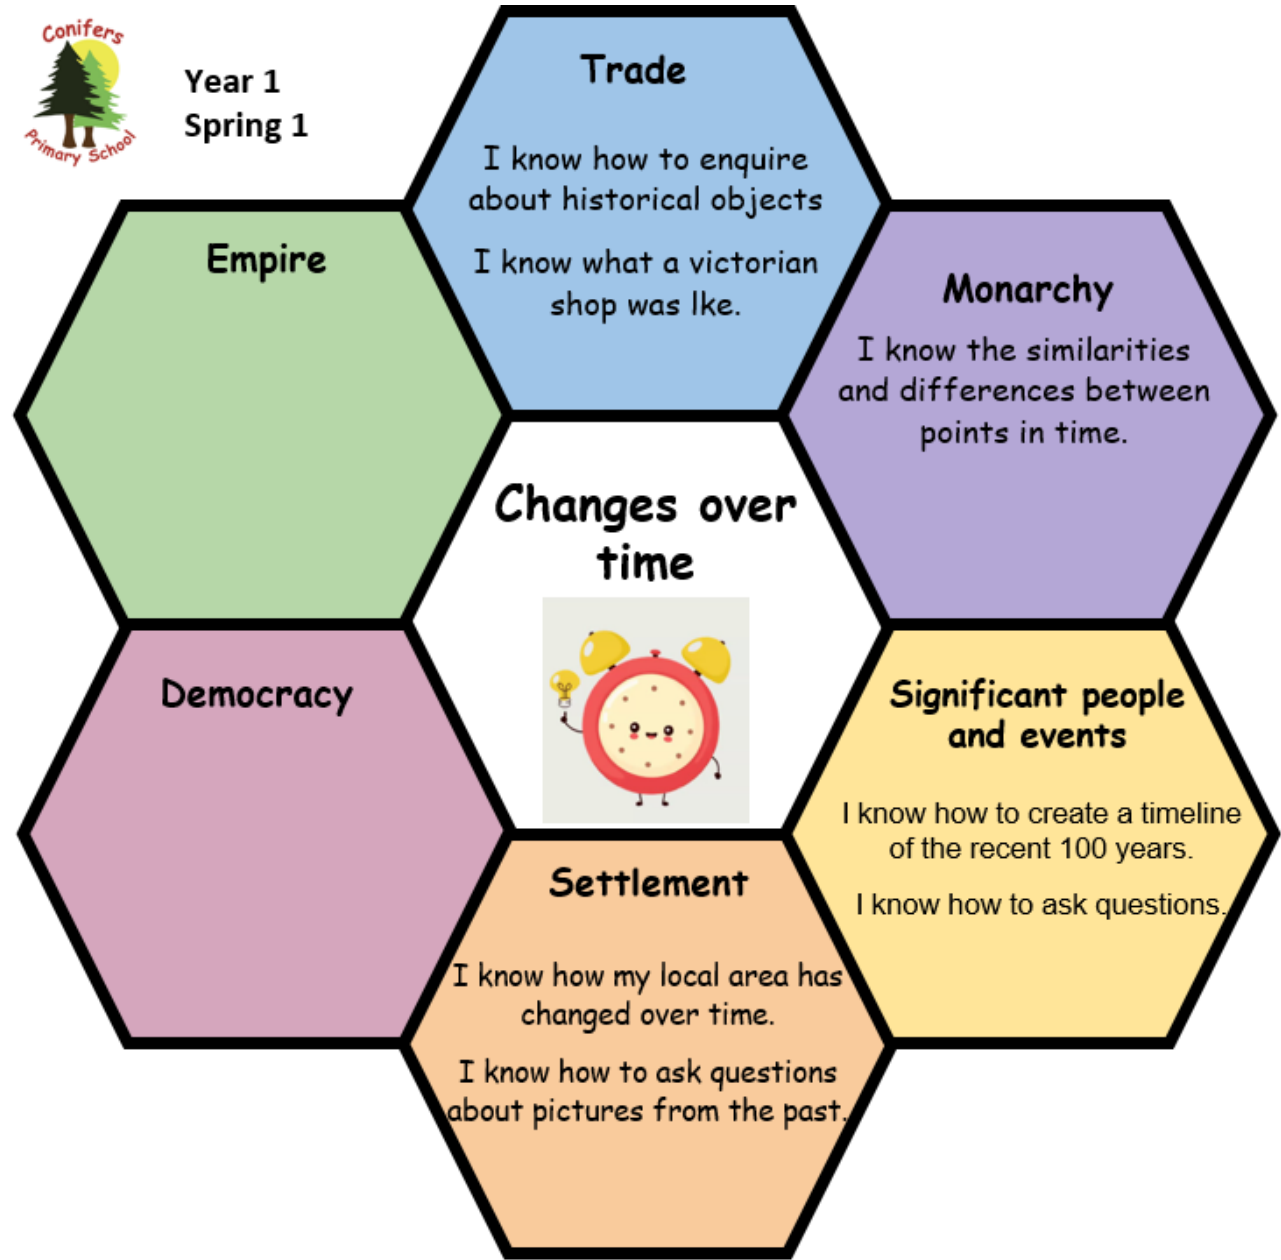 Conifers
Primary School
Year 1
Spring 1
Trade
I know how to enquire
about historical objects
I know what a victorian
shop was lke.
Empire
Monarchy
I know the similarities
and differences between
points in time.
Changes over
time
Democracy
Significant people
and events
I know how to create a timeline
of the recent 100 years.
I know how to ask questions.
Settlement
I know how my local area has
changed over time.
I know how to ask questions
about pictures from the past.